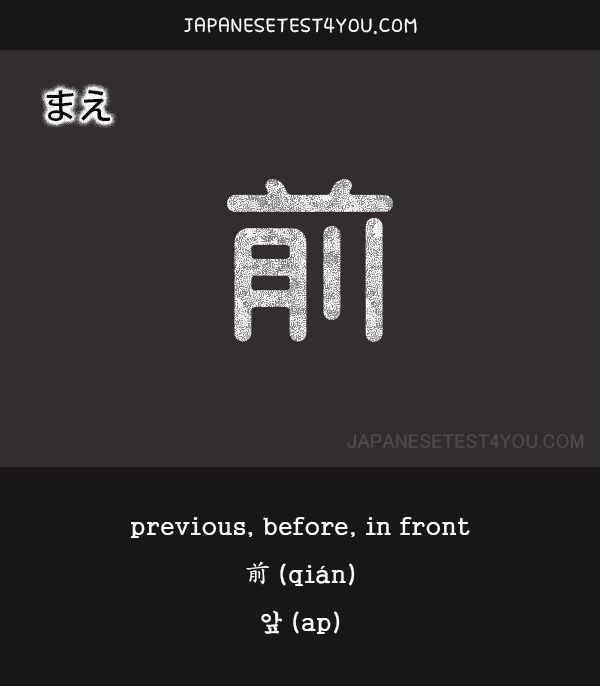 JAPANESETEST4YOU.COM
まえ
前
JAPANESETEST4YOU.COM
previous, before, in front
前 (qián)
앞 (ap)